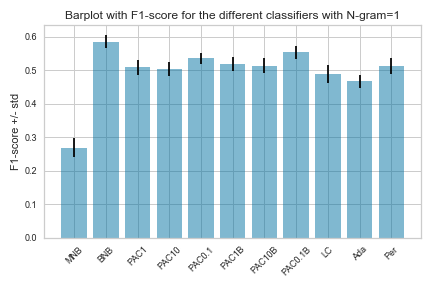 Barplot with F1-score for the different classifiers with N-gram=1
F1-score +/- std
0.6
0.5
0.4
0.3
0.2
0.1
0.0
MNB
BNB
PAC1
PAC10
PAC0.1
PAC1B
PAC10B
PAC0.1B
LC
Ada
Per